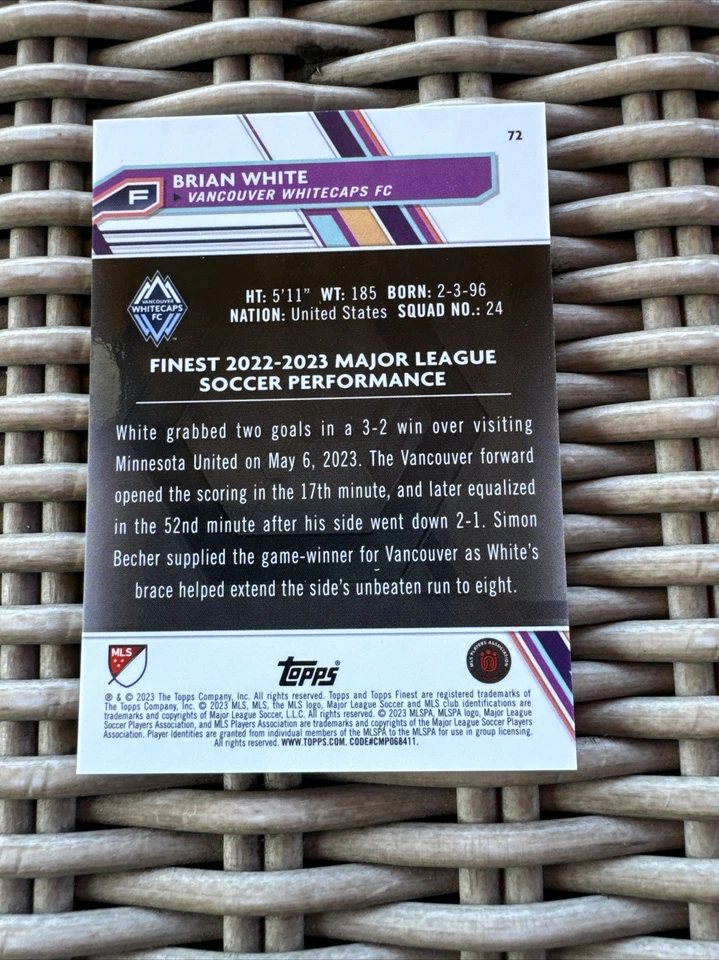 72
BRIAN WHITE
F
VANCOUVER WHITECAPS FC
VANCOUVER
WHITECAPS
FC
HT: 5'11" WT: 185 BORN: 2-3-96
NATION: United States SQUAD NO.: 24
FINEST 2022-2023 MAJOR LEAGUE
SOCCER PERFORMANCE
White grabbed two goals in a 3-2 win over visiting
Minnesota United on May 6, 2023. The Vancouver forward
opened the scoring in the 17th minute, and later equalized
in the 52nd minute after his side went down 2-1. Simon
Becher supplied the game-winner for Vancouver as White's
brace helped extend the side's unbeaten run to eight.
MLS
TOPPS®
MLS PLAYERS ASSOCIATION
® & © 2023 The Topps Company, Inc. All rights reserved. Topps and Topps Finest are registered trademarks of
The Topps Company, Inc. © 2023 MLS, MLS, the MLS logo, Major League Soccer and MLS club identifications are
trademarks and copyrights of Major League Soccer, L.L.C. All rights reserved. © 2023 MLSPA, MLSPA logo, Major League
Soccer Players Association, and MLS Players Association are trademarks and copyrights of the Major League Soccer Players
Association. Player Identities are granted from individual members of the MLSPA to the MLSPA for use in group licensing.
All rights reserved. WWW.TOPPS.COM. CODE#CMP068411.